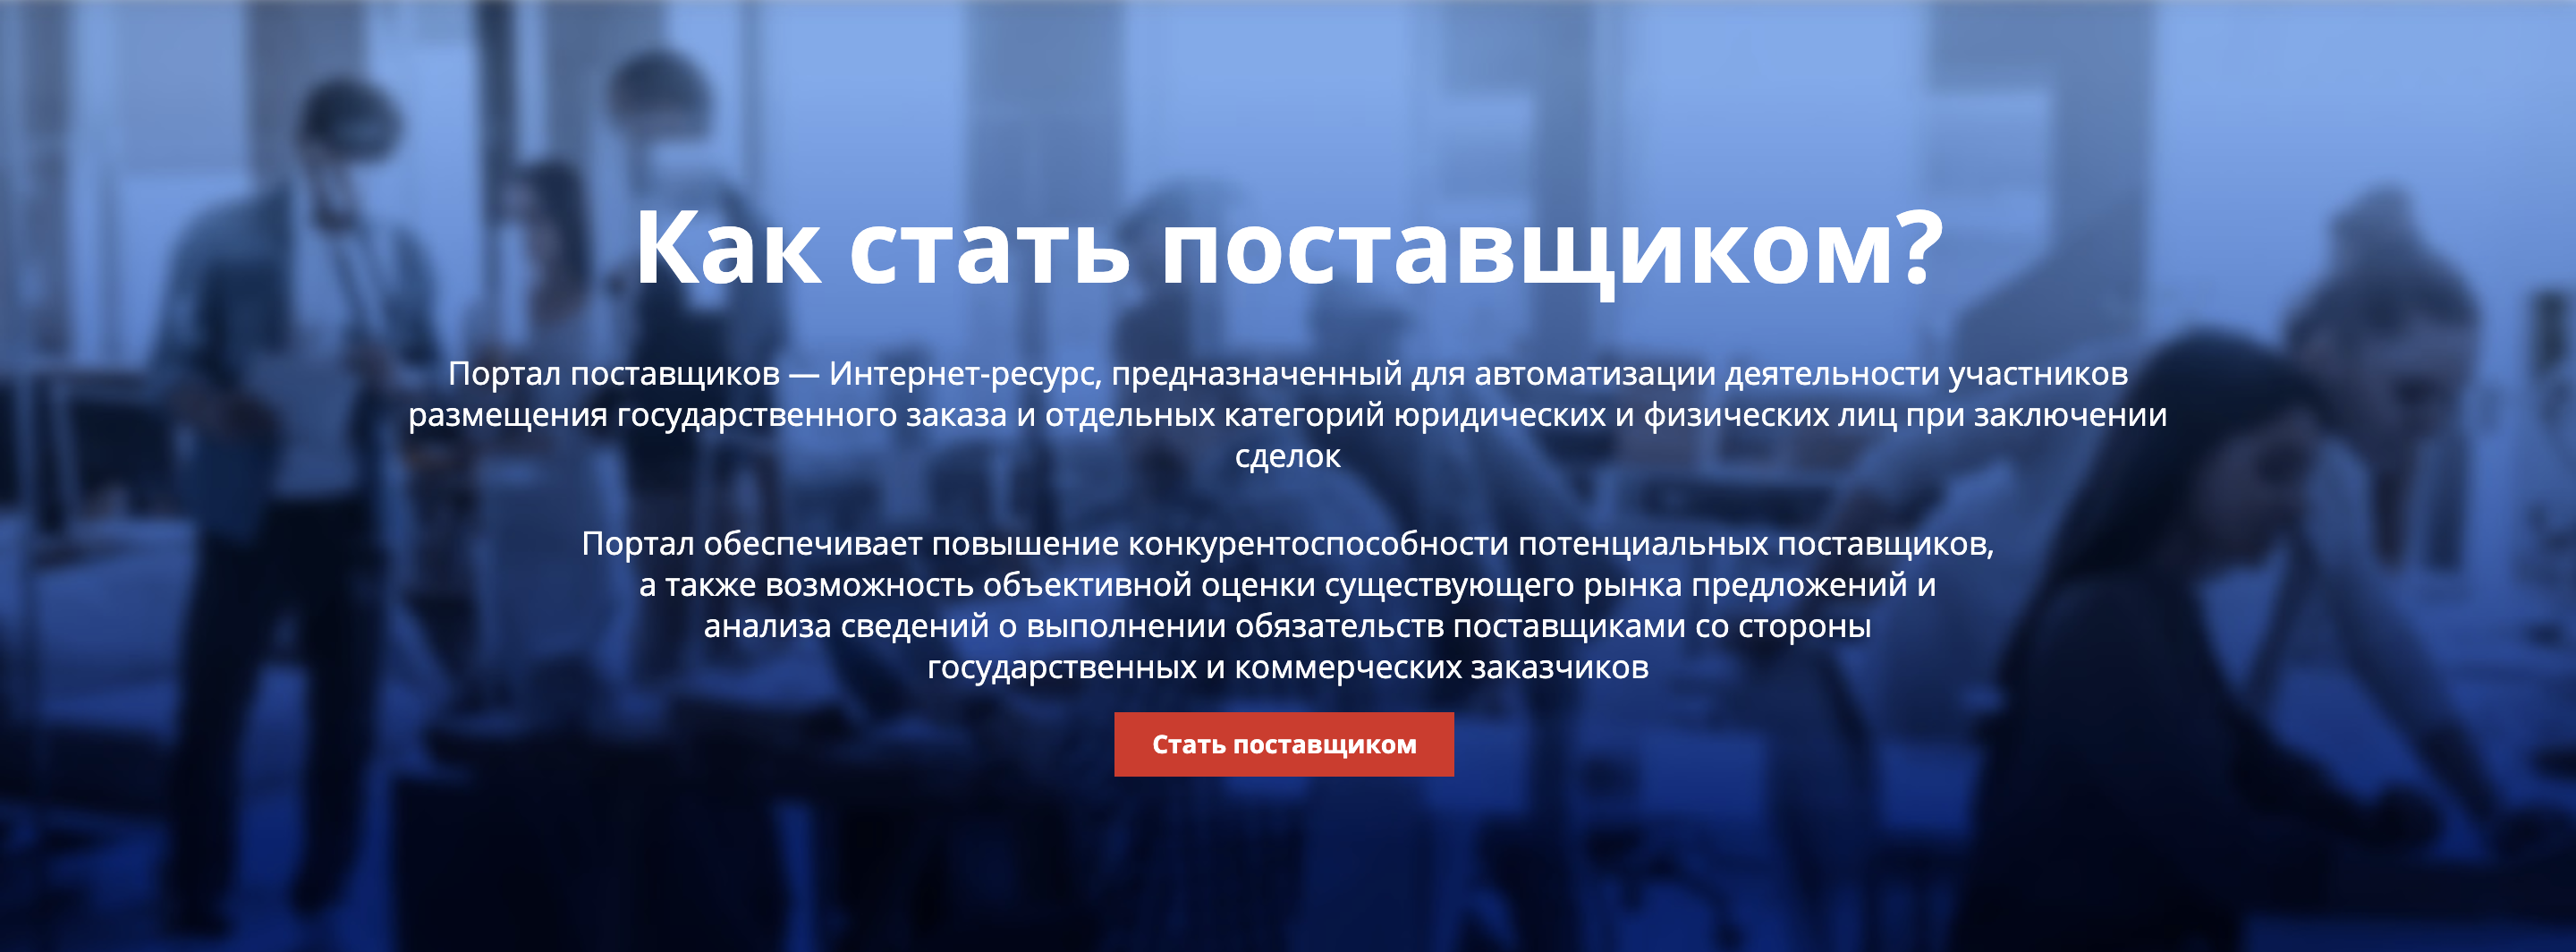 Как стать поставщиком?
Портал поставщиков — Интернет-ресурс, предназначенный для автоматизации деятельности участников
размещения государственного заказа и отдельных категорий юридических и физических лиц при заключении
сделок
Портал обеспечивает повышение конкурентоспособности потенциальных поставщиков,
а также возможность объективной оценки существующего рынка предложений и
анализа сведений о выполнении обязательств поставщиками со стороны
государственных и коммерческих заказчиков
Стать поставщиком